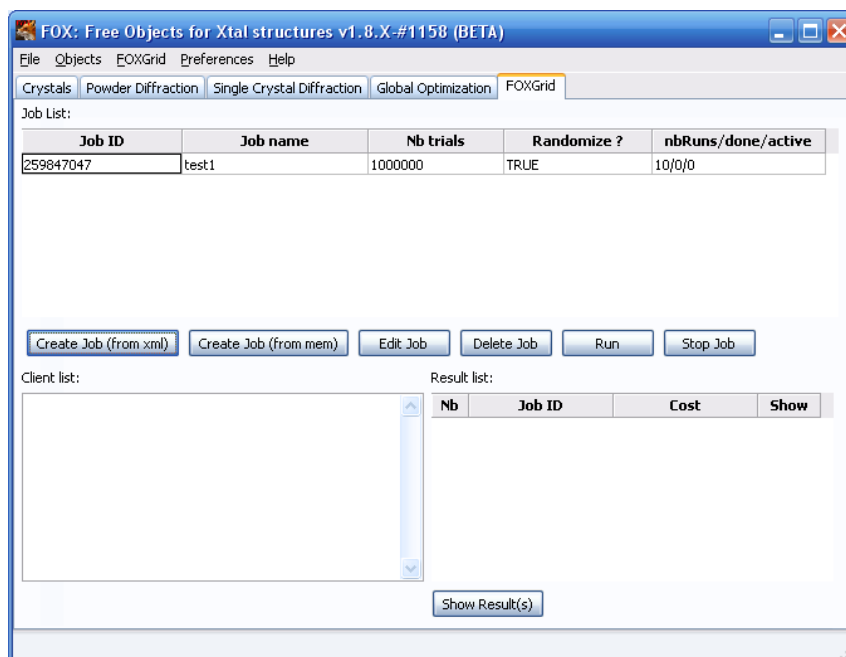 FOX: Free Objects for Xtal structures v1.8.X-#1158 (BETA)
File Objects FOXGrid Preferences Help
Crystals Powder Diffraction Single Crystal Diffraction Global Optimization FOXGrid
Job List:
Job ID Job name Nb trials Randomize ? nbRuns/done/active
259847047 test1 1000000 TRUE 10/0/0
Create Job (from xml) Create Job (from mem) Edit Job Delete Job Run Stop Job
Client list: Result list:
Nb Job ID Cost Show
Show Result(s)